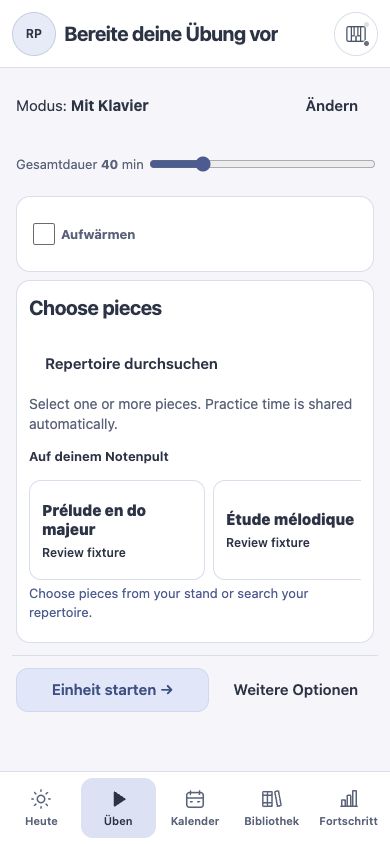 RP
Bereite deine Übung vor
Modus: Mit Klavier
Ändern
Gesamtdauer 40 min
Aufwärmen
Choose pieces
Repertoire durchsuchen
Select one or more pieces. Practice time is shared
automatically.
Auf deinem Notenpult
Prélude en do
majeur
Review fixture
Étude mélodique
Review fixture
Choose pieces from your stand or search your
repertoire.
Einheit starten →
Weitere Optionen
Heute
Üben
Kalender
Bibliothek
Fortschritt